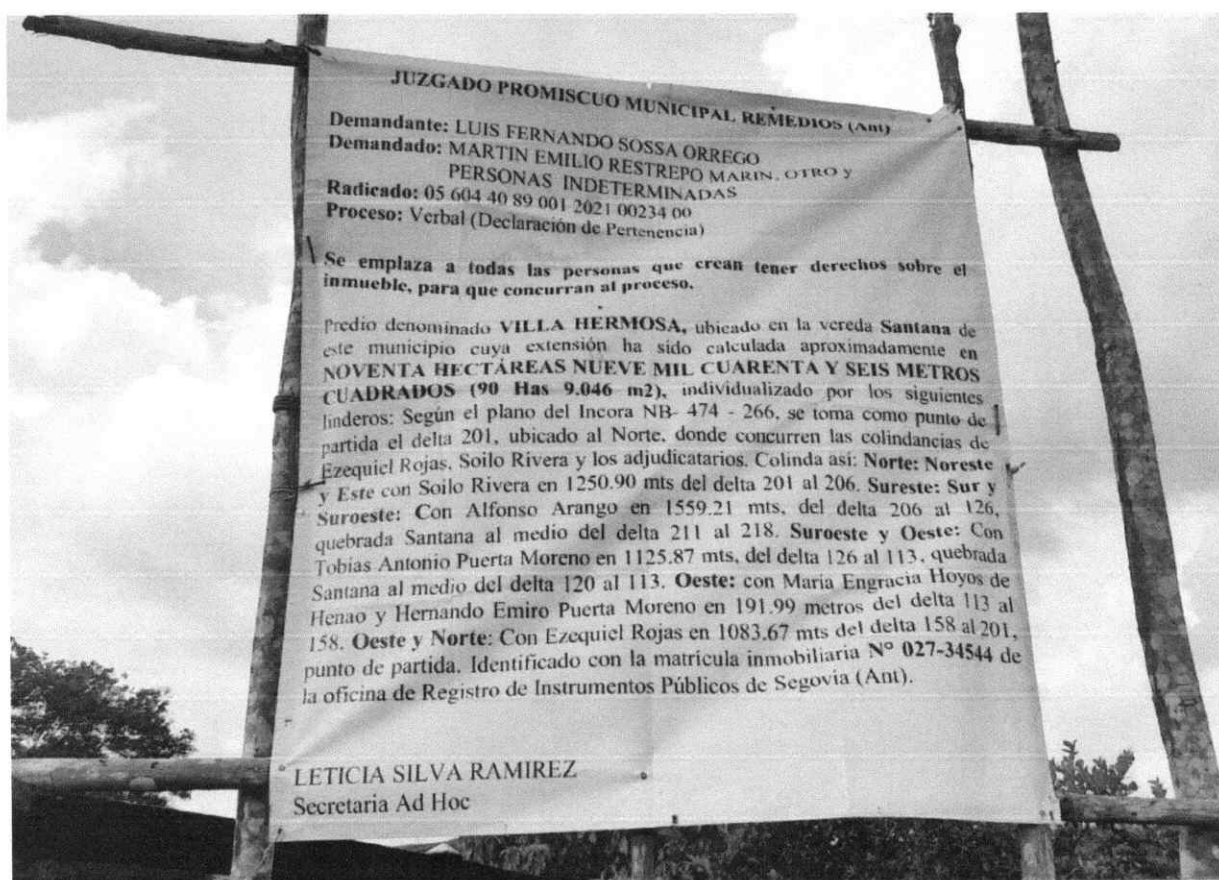 JUZGADO PROMISCUO MUNICIPAL REMEDIOS (Ant)
Demandante: LUIS FERNANDO SOSSA ORREGO
Demandado: MARTIN EMILIO RESTREPO MARIN, OTRO y
PERSONAS INDETERMINADAS
Radicado: 05 604 40 89 001 2021 00234 00
Proceso: Verbal (Declaración de Pertenencia)
Se emplaza a todas las personas que crean tener derechos sobre el
inmueble, para que concurran al proceso.
Predio denominado VILLA HERMOSA, ubicado en la vereda Santana de
este municipio cuya extensión ha sido calculada aproximadamente en
NOVENTA HECTÁREAS NUEVE MIL CUARENTA Y SEIS METROS
CUADRADOS (90 Has 9.046 m2), individualizado por los siguientes
linderos: Según el plano del Incora NB- 474 - 266, se toma como punto de
partida el delta 201, ubicado al Norte, donde concurren las colindancias de
Ezequiel Rojas, Soilo Rivera y los adjudicatarios. Colinda así: Norte: Noreste
y Este con Soilo Rivera en 1250.90 mts del delta 201 al 206. Sureste: Sur y
Suroeste: Con Alfonso Arango en 1559.21 mts, del delta 206 al 126,
quebrada Santana al medio del delta 211 al 218. Suroeste y Oeste: Con
Tobias Antonio Puerta Moreno en 1125.87 mts, del delta 126 al 113, quebrada
Santana al medio del delta 120 al 113. Oeste: con María Engracia Hoyos de
Henao y Hernando Emiro Puerta Moreno en 191.99 metros del delta 113 al
158. Oeste y Norte: Con Ezequiel Rojas en 1083.67 mts del delta 158 al 201,
punto de partida. Identificado con la matrícula inmobiliaria N° 027-34544 de
la oficina de Registro de Instrumentos Públicos de Segovia (Ant).
LETICIA SILVA RAMIREZ
Secretaria Ad Hoc